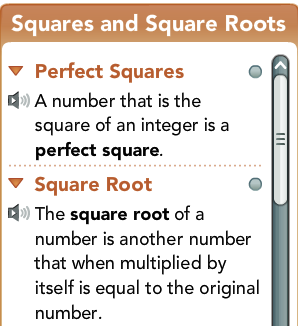 Squares and Square Roots
Perfect Squares
A number that is the
square of an integer is a
perfect square.
Square Root
The square root of a
number is another number
that when multiplied by
itself is equal to the original
number.